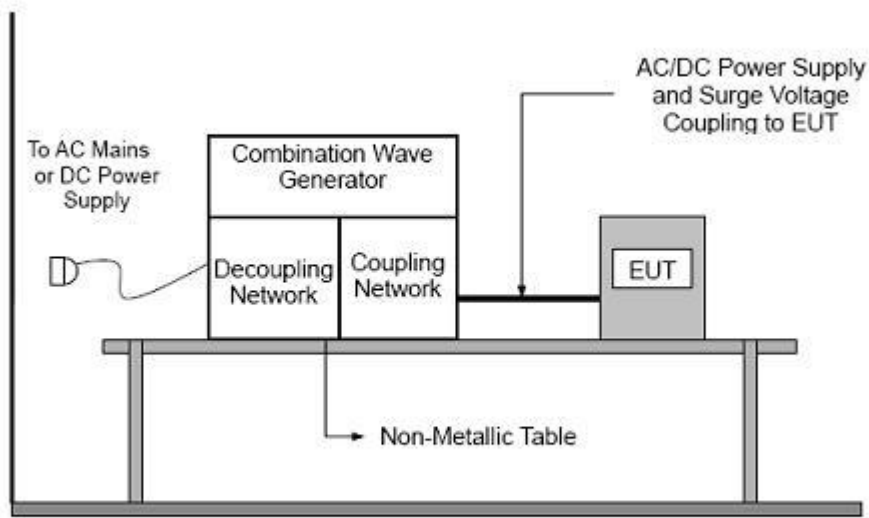 AC/DC Power Supply
and Surge Voltage
Coupling to EUT
To AC Mains
or DC Power
Supply
Combination Wave
Generator
Decoupling
Network
Coupling
Network
EUT
Non-Metallic Table